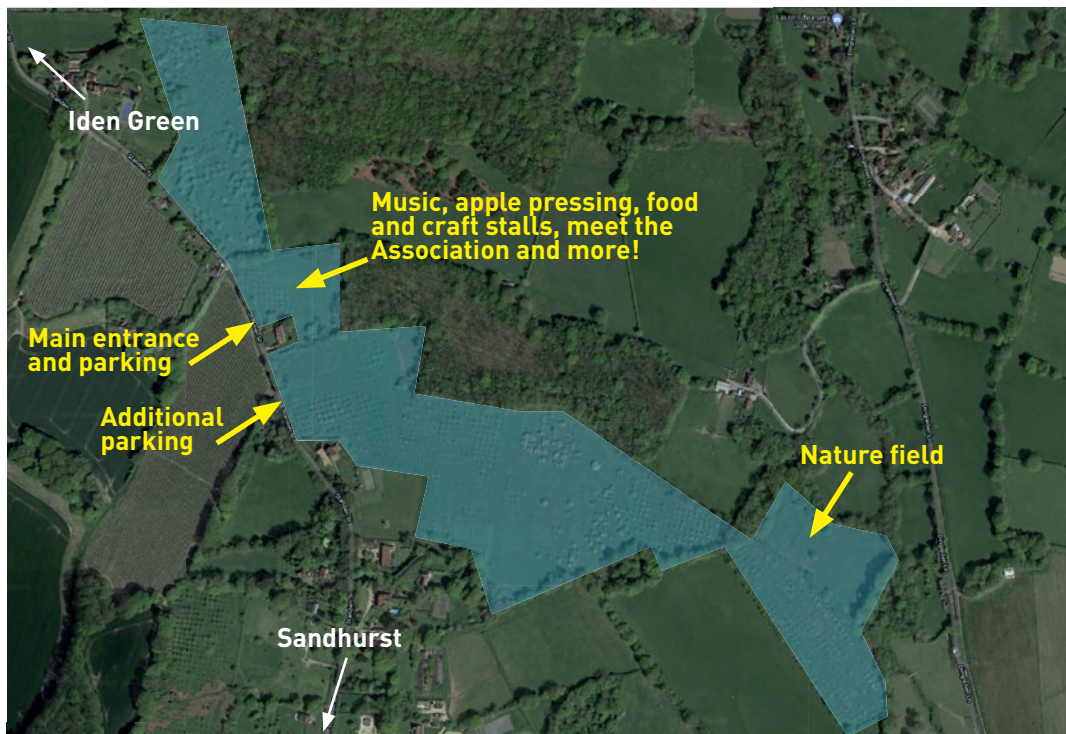 Iden Green
Music, apple pressing, food
and craft stalls, meet the
Association and more!
Main entrance
and parking
Additional
parking
Nature field
Sandhurst